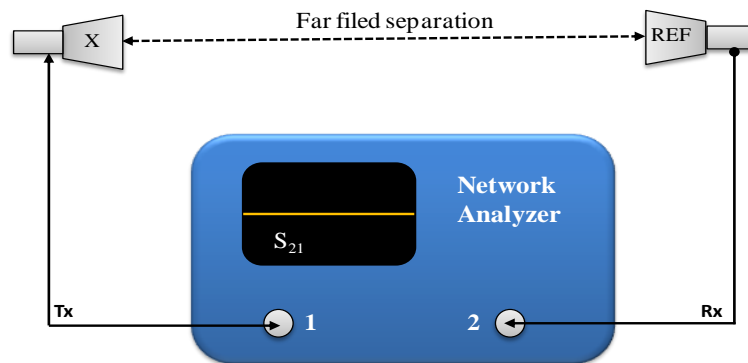 Far filed separation
X
REF
Network
Analyzer
S₂₁
Tx
1
2
Rx